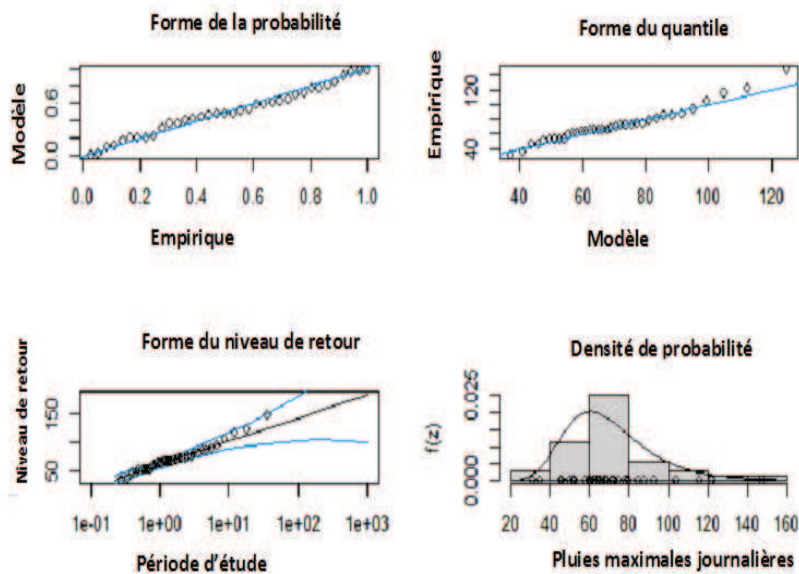 Forme de la probabilité
Modèle
0.0 0.6
0.0 0.2 0.4 0.6 0.8 1.0
Empirique
Forme du quantile
Empirique
40 120
40 60 80 100 120
Modèle
Forme du niveau de retour
Niveau de retour
50 150
1e-01 1e+00 1e+01 1e+02 1e+03
Période d'étude
Densité de probabilité
f(z)
0.000 0.025
20 40 60 80 100 120 140 160
Pluies maximales journalières